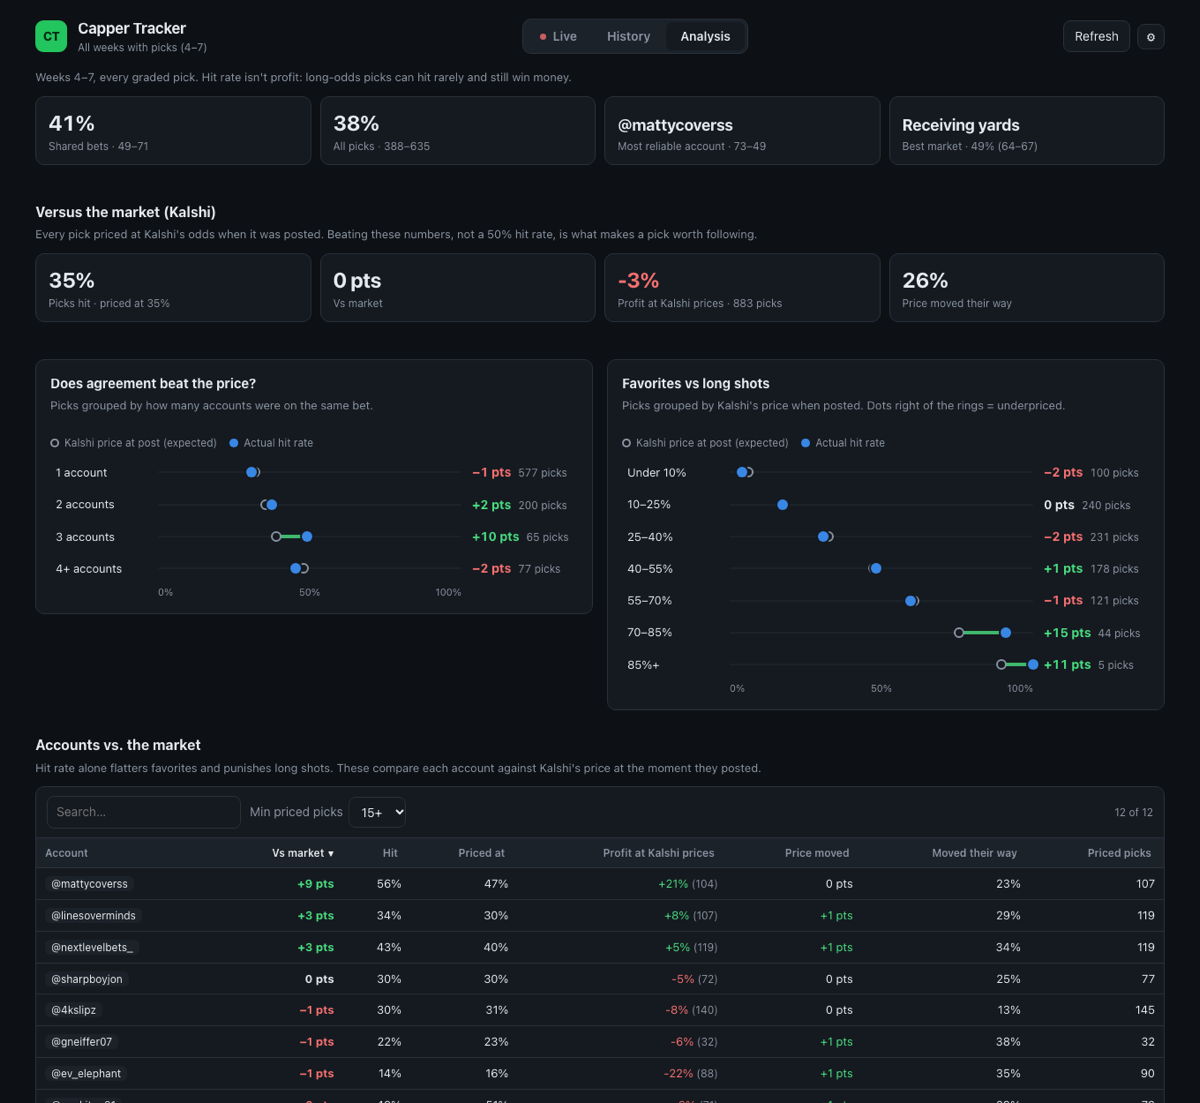 CT
Capper Tracker
All weeks with picks (4–7)
Live
History
Analysis
Refresh
Weeks 4–7, every graded pick. Hit rate isn't profit: long-odds picks can hit rarely and still win money.
41%
Shared bets · 49–71
38%
All picks · 388–635
@mattycoverss
Most reliable account · 73–49
Receiving yards
Best market · 49% (64–67)
Versus the market (Kalshi)
Every pick priced at Kalshi's odds when it was posted. Beating these numbers, not a 50% hit rate, is what makes a pick worth following.
35%
Picks hit · priced at 35%
0 pts
Vs market
-3%
Profit at Kalshi prices · 883 picks
26%
Price moved their way
Does agreement beat the price?
Picks grouped by how many accounts were on the same bet.
Kalshi price at post (expected) Actual hit rate
1 account −1 pts 577 picks
2 accounts +2 pts 200 picks
3 accounts +10 pts 65 picks
4+ accounts −2 pts 77 picks
0% 50% 100%
Favorites vs long shots
Picks grouped by Kalshi's price when posted. Dots right of the rings = underpriced.
Kalshi price at post (expected) Actual hit rate
Under 10% −2 pts 100 picks
10–25% 0 pts 240 picks
25–40% −2 pts 231 picks
40–55% +1 pts 178 picks
55–70% −1 pts 121 picks
70–85% +15 pts 44 picks
85%+ +11 pts 5 picks
0% 50% 100%
Accounts vs. the market
Hit rate alone flatters favorites and punishes long shots. These compare each account against Kalshi's price at the moment they posted.
Search... Min priced picks 15+ 12 of 12
Account Vs market ▼ Hit Priced at Profit at Kalshi prices Price moved Moved their way Priced picks
@mattycoverss +9 pts 56% 47% +21% (104) 0 pts 23% 107
@linesoverminds +3 pts 34% 30% +8% (107) +1 pts 29% 119
@nextlevelbets_ +3 pts 43% 40% +5% (119) +1 pts 34% 119
@sharpboyjon 0 pts 30% 30% -5% (72) 0 pts 25% 77
@4kslipz −1 pts 30% 31% -8% (140) 0 pts 13% 145
@gneiffer07 −1 pts 22% 23% -6% (32) +1 pts 38% 32
@ev_elephant −1 pts 14% 16% -22% (88) +1 pts 35% 90